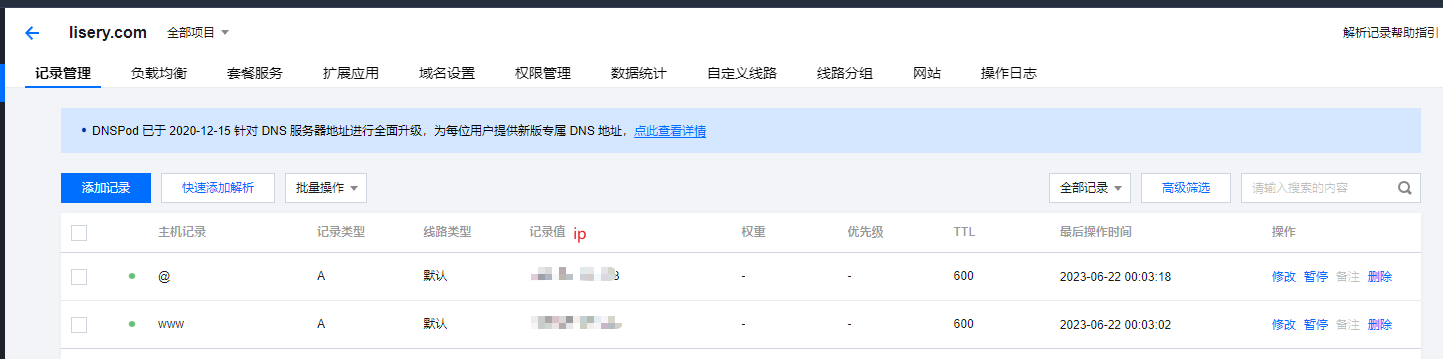 lisery.com 全部项目 解析记录帮助指引
记录管理 负载均衡 套餐服务 扩展应用 域名设置 权限管理 数据统计 自定义线路 线路分组 网站 操作日志
• DNSPod 已于 2020-12-15 针对 DNS 服务器地址进行全面升级，为每位用户提供新版专属 DNS 地址，点此查看详情
添加记录 快速添加解析 批量操作 全部记录 高级筛选 请输入搜索的内容
主机记录 记录类型 线路类型 记录值 ip 权重 优先级 TTL 最后操作时间 操作
@ A 默认 - - 600 2023-06-22 00:03:18 修改 暂停 备注 删除
www A 默认 - - 600 2023-06-22 00:03:02 修改 暂停 备注 删除